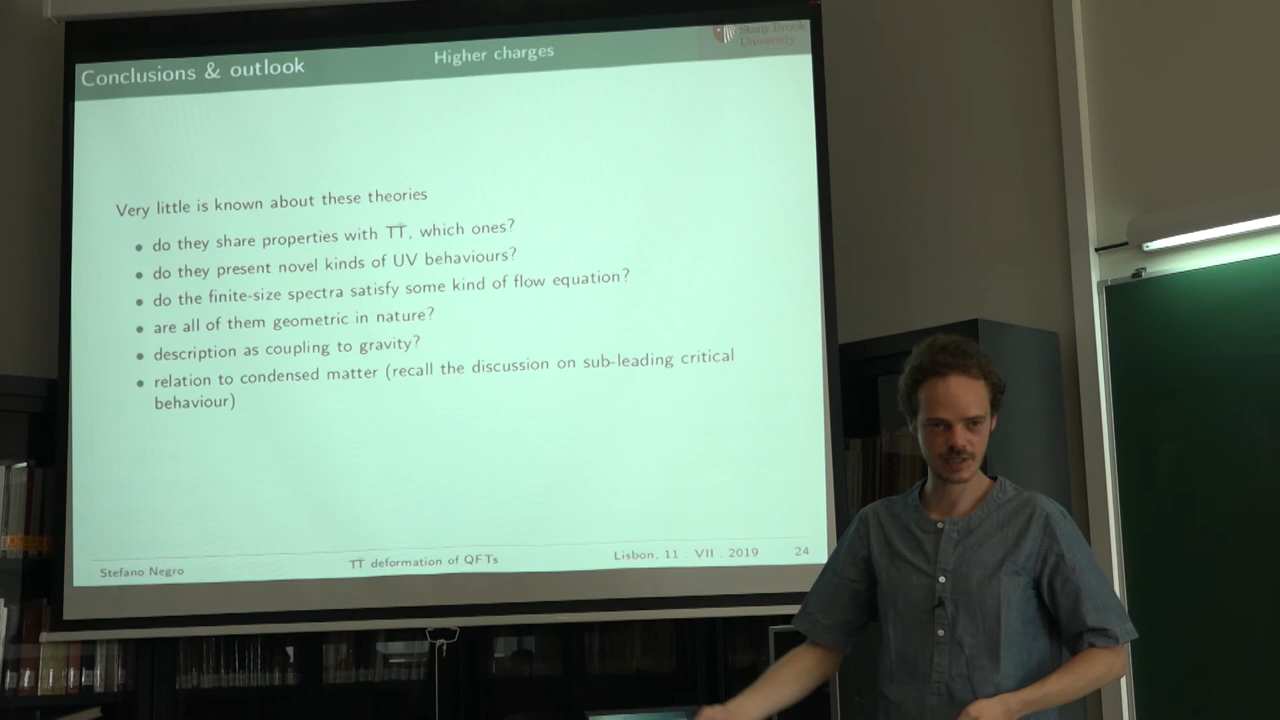 Stony Brook
University
Conclusions & outlook
Higher charges
Very little is known about these theories
• do they share properties with TT̄, which ones?
• do they present novel kinds of UV behaviours?
• do the finite-size spectra satisfy some kind of flow equation?
• are all of them geometric in nature?
• description as coupling to gravity?
• relation to condensed matter (recall the discussion on sub-leading critical
behaviour)
Stefano Negro
TT̄ deformation of QFTs
Lisbon, 11 . VII . 2019
24